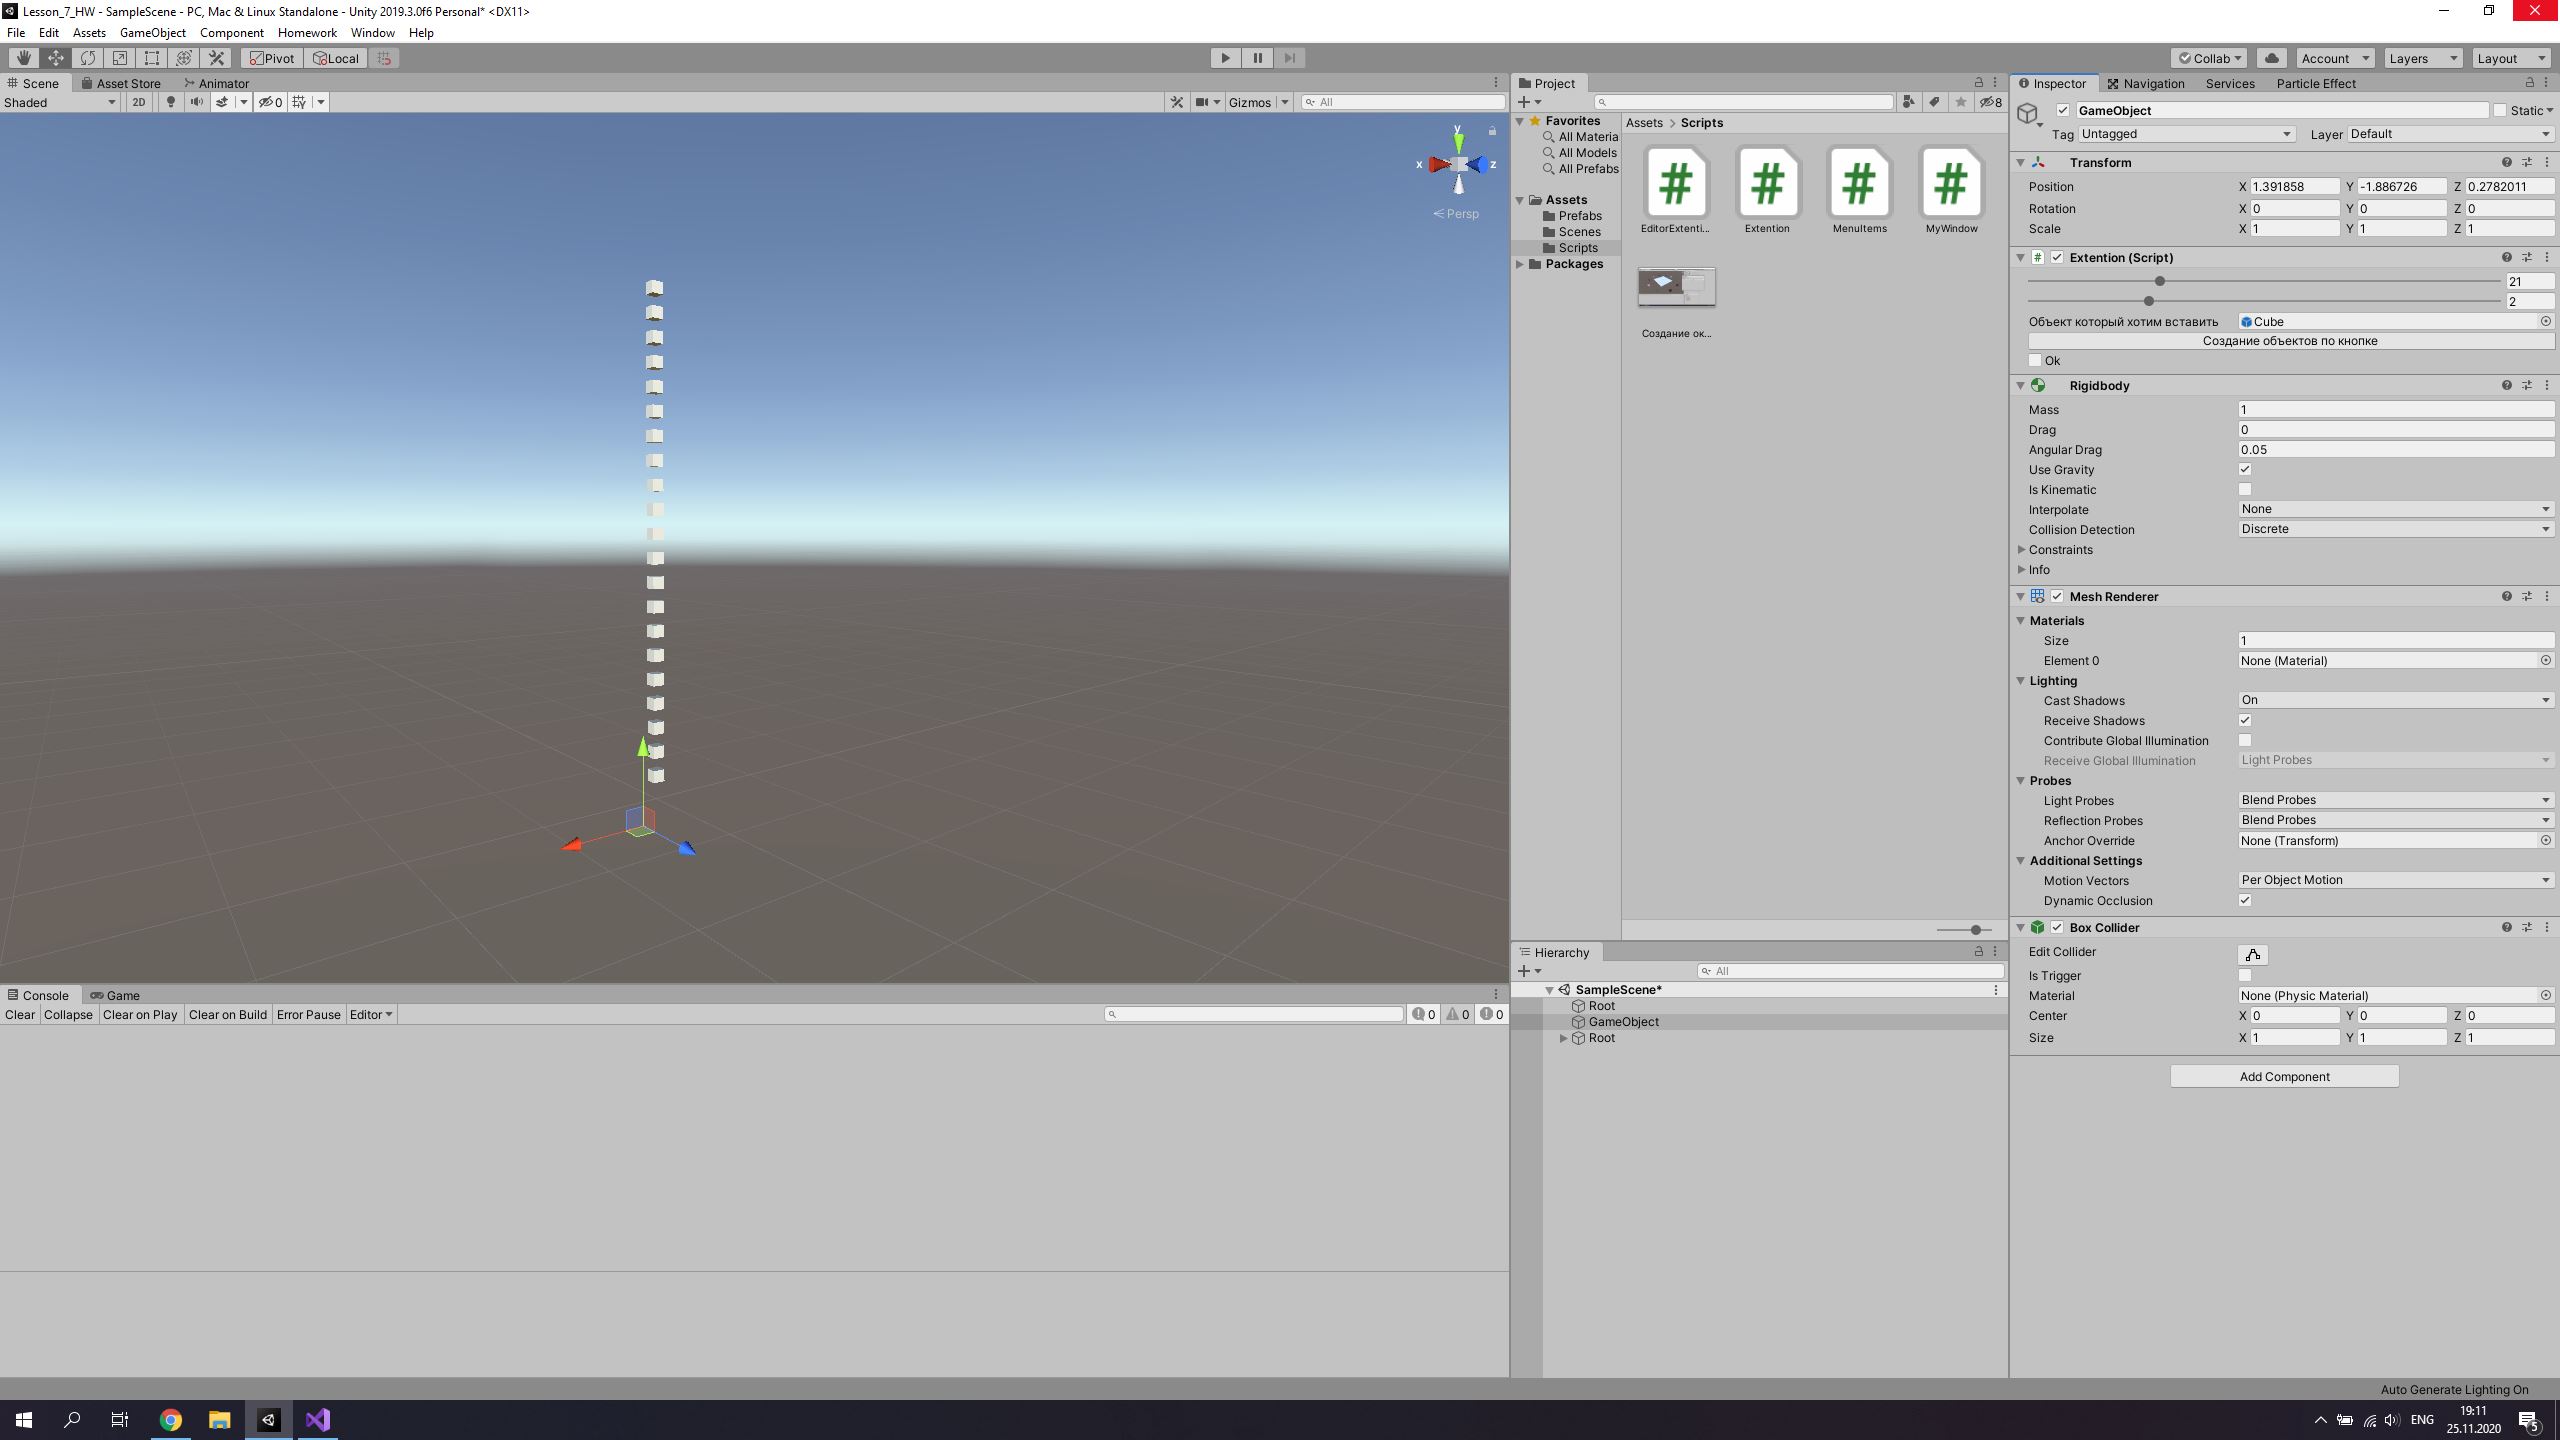 Lesson_7_HW - SampleScene - PC, Mac & Linux Standalone - Unity 2019.3.0f6 Personal* <DX11>
File Edit Assets GameObject Component Homework Window Help
Pivot Local Collab Account Layers Layout
Scene Asset Store Animator
Shaded 2D 0 Gizmos All
y
x z
Persp
Project
8
Favorites
All Materia
All Models
All Prefabs
Assets
Prefabs
Scenes
Scripts
Packages
Assets > Scripts
EditorExtenti... Extention MenuItems MyWindow
Создание ок...
Hierarchy
All
SampleScene*
Root
GameObject
Root
Console Game
Clear Collapse Clear on Play Clear on Build Error Pause Editor 0 0 0
Inspector Navigation Services Particle Effect
GameObject Static
Tag Untagged Layer Default
Transform
Position X 1.391858 Y -1.886726 Z 0.2782011
Rotation X 0 Y 0 Z 0
Scale X 1 Y 1 Z 1
# Extention (Script)
21
2
Объект который хотим вставить Cube
Создание объектов по кнопке
Ok
Rigidbody
Mass 1
Drag 0
Angular Drag 0.05
Use Gravity
Is Kinematic
Interpolate None
Collision Detection Discrete
Constraints
Info
Mesh Renderer
Materials
Size 1
Element 0 None (Material)
Lighting
Cast Shadows On
Receive Shadows
Contribute Global Illumination
Receive Global Illumination Light Probes
Probes
Light Probes Blend Probes
Reflection Probes Blend Probes
Anchor Override None (Transform)
Additional Settings
Motion Vectors Per Object Motion
Dynamic Occlusion
Box Collider
Edit Collider
Is Trigger
Material None (Physic Material)
Center X 0 Y 0 Z 0
Size X 1 Y 1 Z 1
Add Component
Auto Generate Lighting On
ENG 19:11
25.11.2020
5